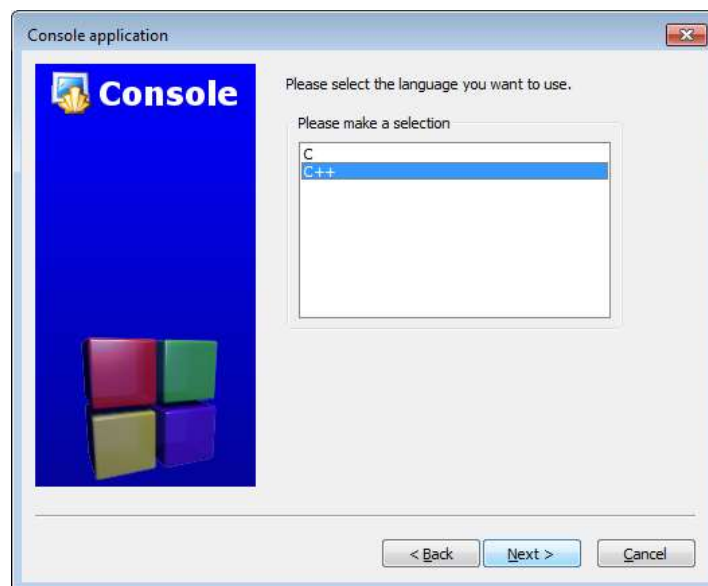 Console application
Console
Please select the language you want to use.
Please make a selection
C
C++
< Back
Next >
Cancel